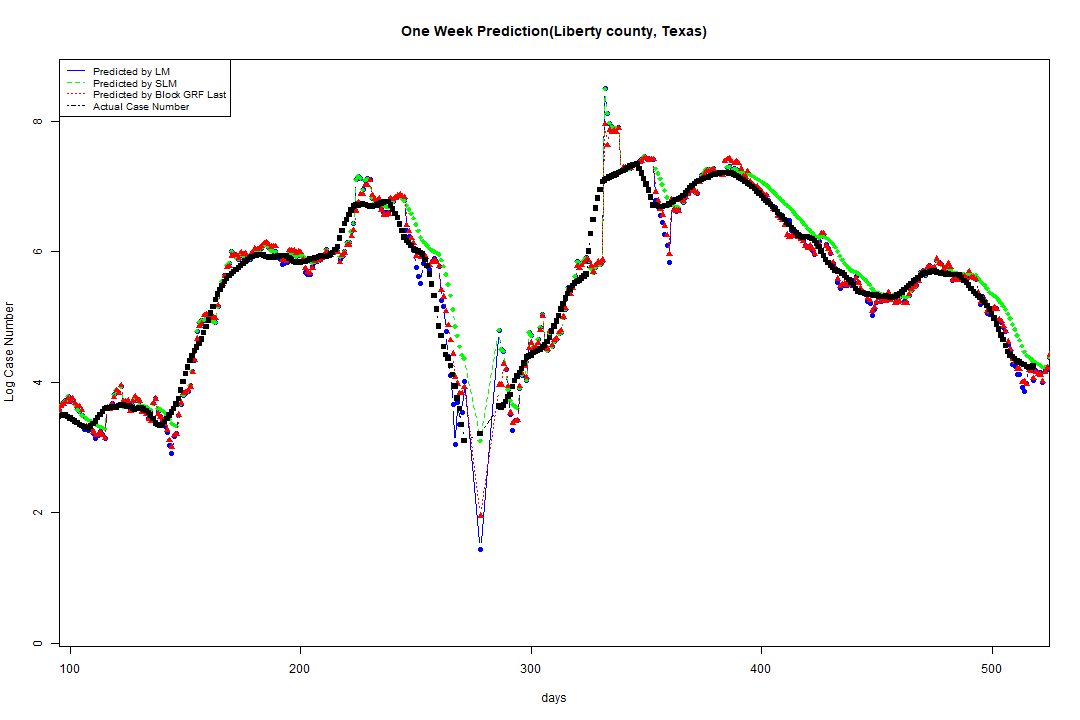 One Week Prediction(Liberty county, Texas)
Predicted by LM
Predicted by SLM
Predicted by Block GRF Last
Actual Case Number
Log Case Number
8
6
4
2
0
100 200 300 400 500
days